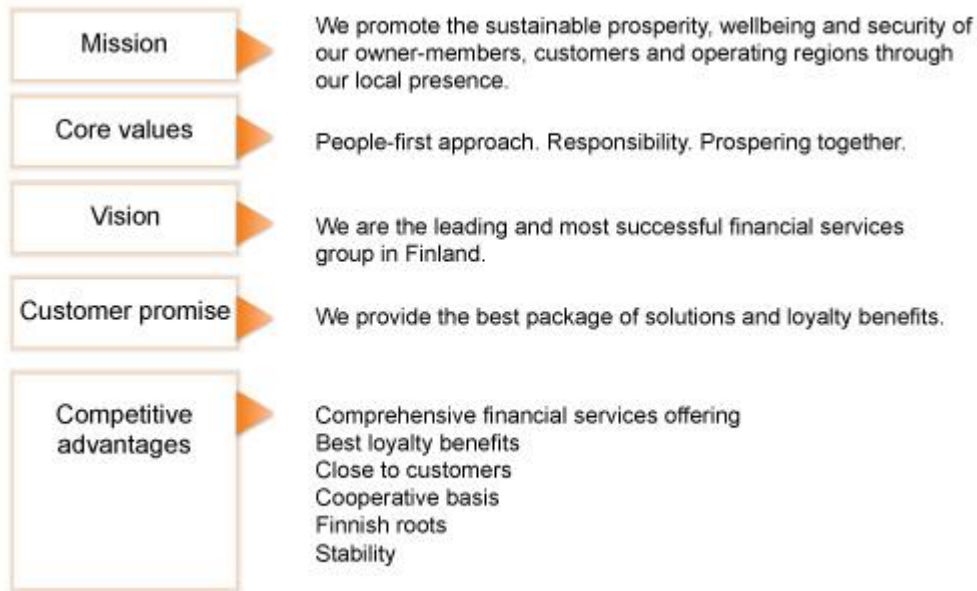 Mission
We promote the sustainable prosperity, wellbeing and security of
our owner-members, customers and operating regions through
our local presence.
Core values
People-first approach. Responsibility. Prospering together.
Vision
We are the leading and most successful financial services
group in Finland.
Customer promise
We provide the best package of solutions and loyalty benefits.
Competitive
advantages
Comprehensive financial services offering
Best loyalty benefits
Close to customers
Cooperative basis
Finnish roots
Stability